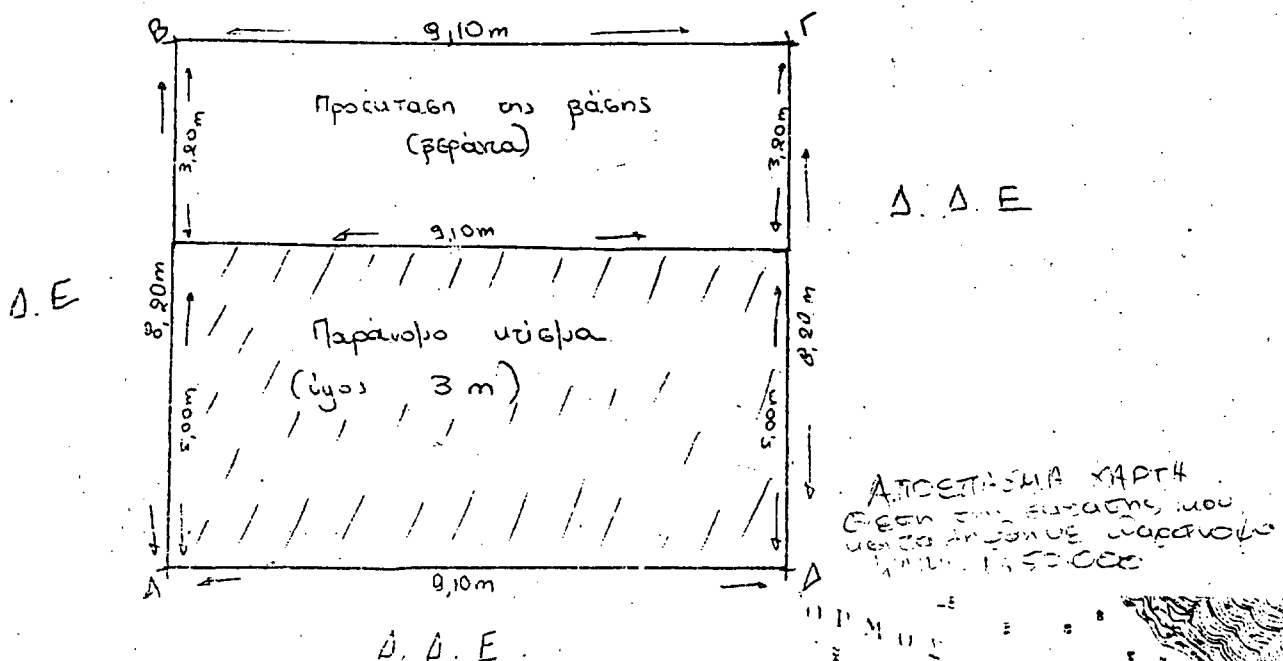 Β 9,10m Γ
Προέκταση της βάσης
(βεράντα)
3,20m
3,20m
Δ. Δ. Ε
9,10m
Δ. Ε
8,20m
8,20 m
Παράνομο κτίσμα
(ύψος 3 m)
5,00m
5,00m
ΑΠΟΣΠΑΣΜΑ ΧΑΡΤΗ
Α 9,10m Δ
Δ. Δ. Ε.